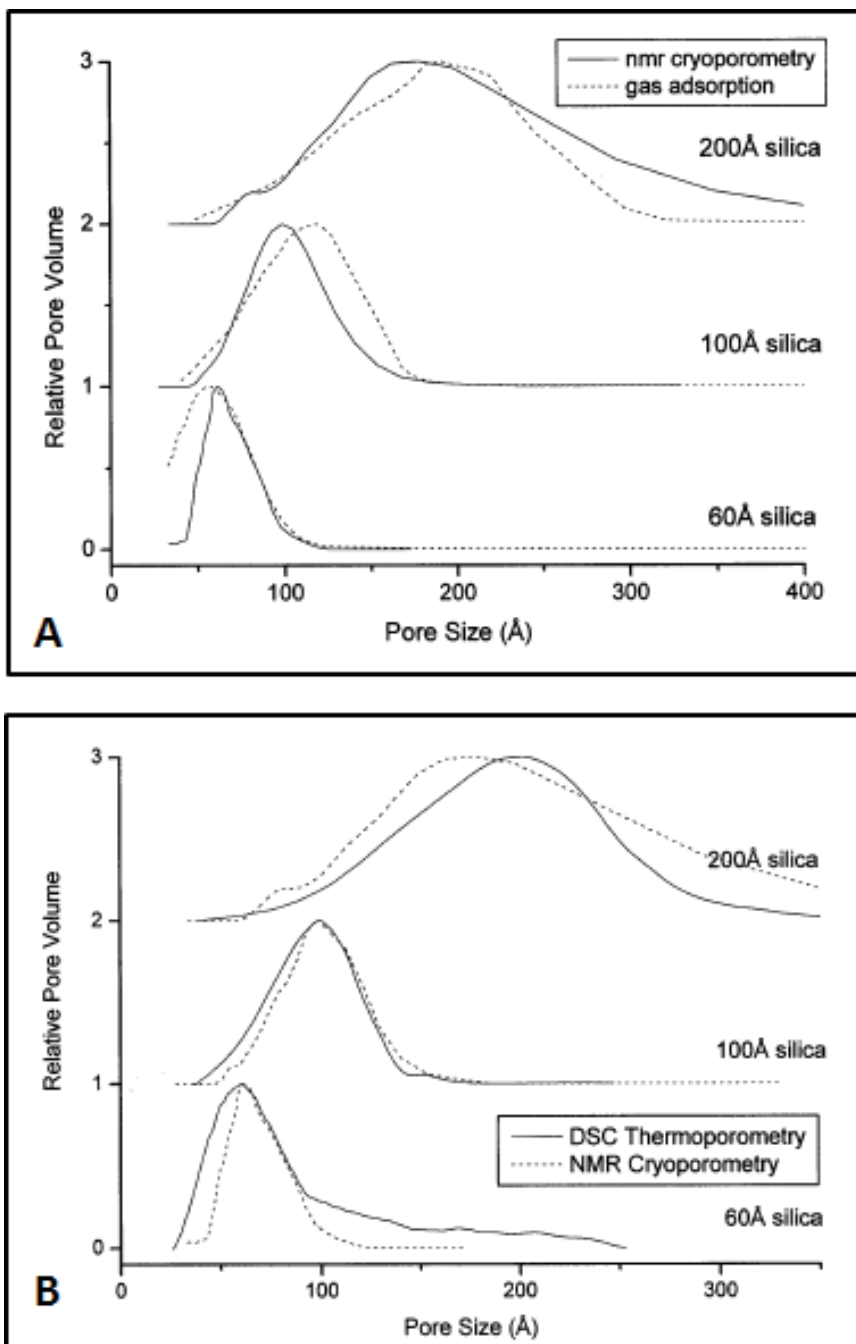 3
nmr cryoporometry
gas adsorption
200Å silica
2
Relative Pore Volume
100Å silica
1
60Å silica
0
0 100 200 300 400
A
Pore Size (Å)
3
200Å silica
2
Relative Pore Volume
100Å silica
1
DSC Thermoporometry
NMR Cryoporometry
60Å silica
0
0 100 200 300
B
Pore Size (Å)